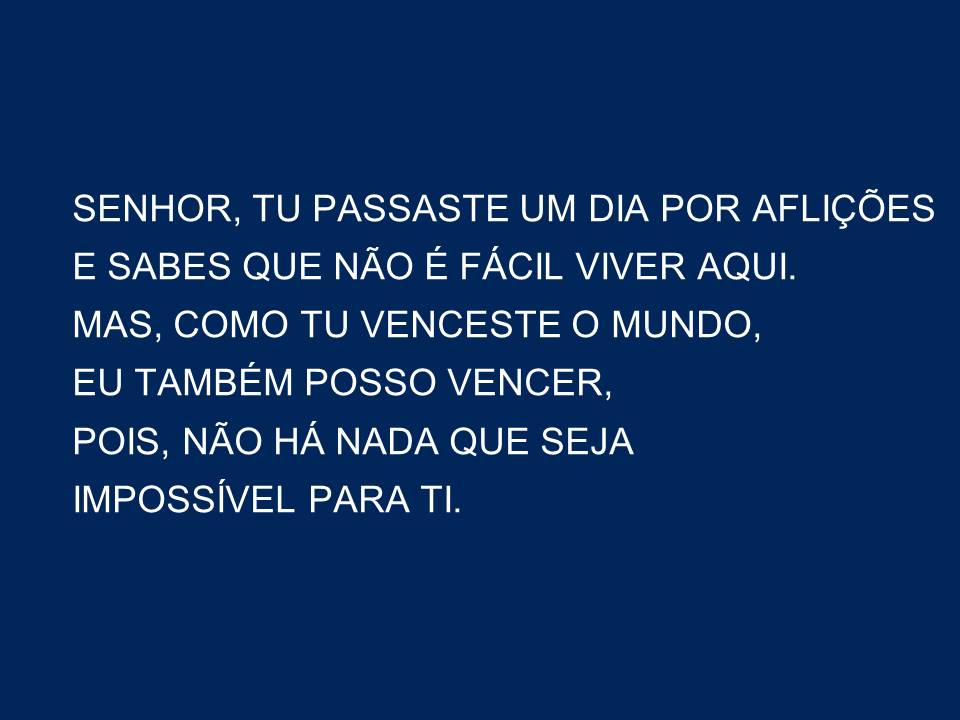 SENHOR, TU PASSASTE UM DIA POR AFLIÇÕES
E SABES QUE NÃO É FÁCIL VIVER AQUI.
MAS, COMO TU VENCESTE O MUNDO,
EU TAMBÉM POSSO VENCER,
POIS, NÃO HÁ NADA QUE SEJA
IMPOSSÍVEL PARA TI.